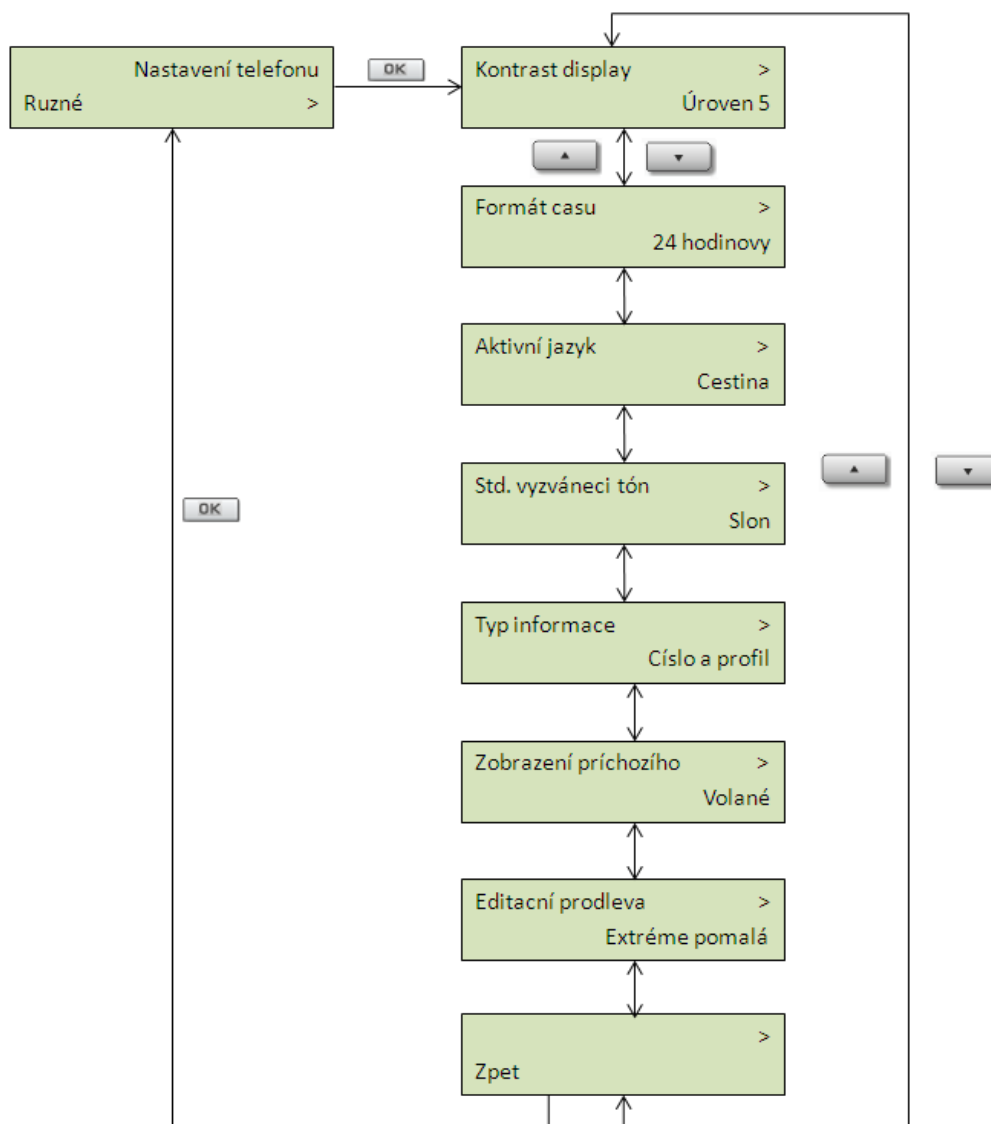 Nastavení telefonu
Ruzné >
OK
Kontrast display >
Úroven 5
Formát casu >
24 hodinovy
Aktivní jazyk >
Cestina
Std. vyzváneci tón >
Slon
OK
Typ informace >
Císlo a profil
Zobrazení príchozího >
Volané
Editacní prodleva >
Extréme pomalá
>
Zpet